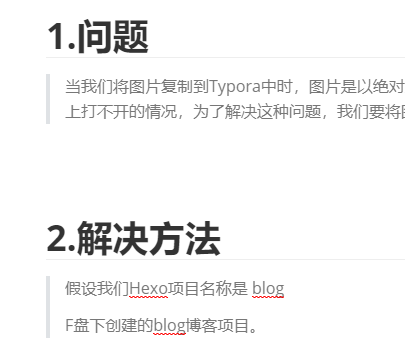 1.问题
当我们将图片复制到Typora中时，图片是以绝对
上打不开的情况，为了解决这种问题，我们要将
2.解决方法
假设我们Hexo项目名称是 blog
F盘下创建的blog博客项目。